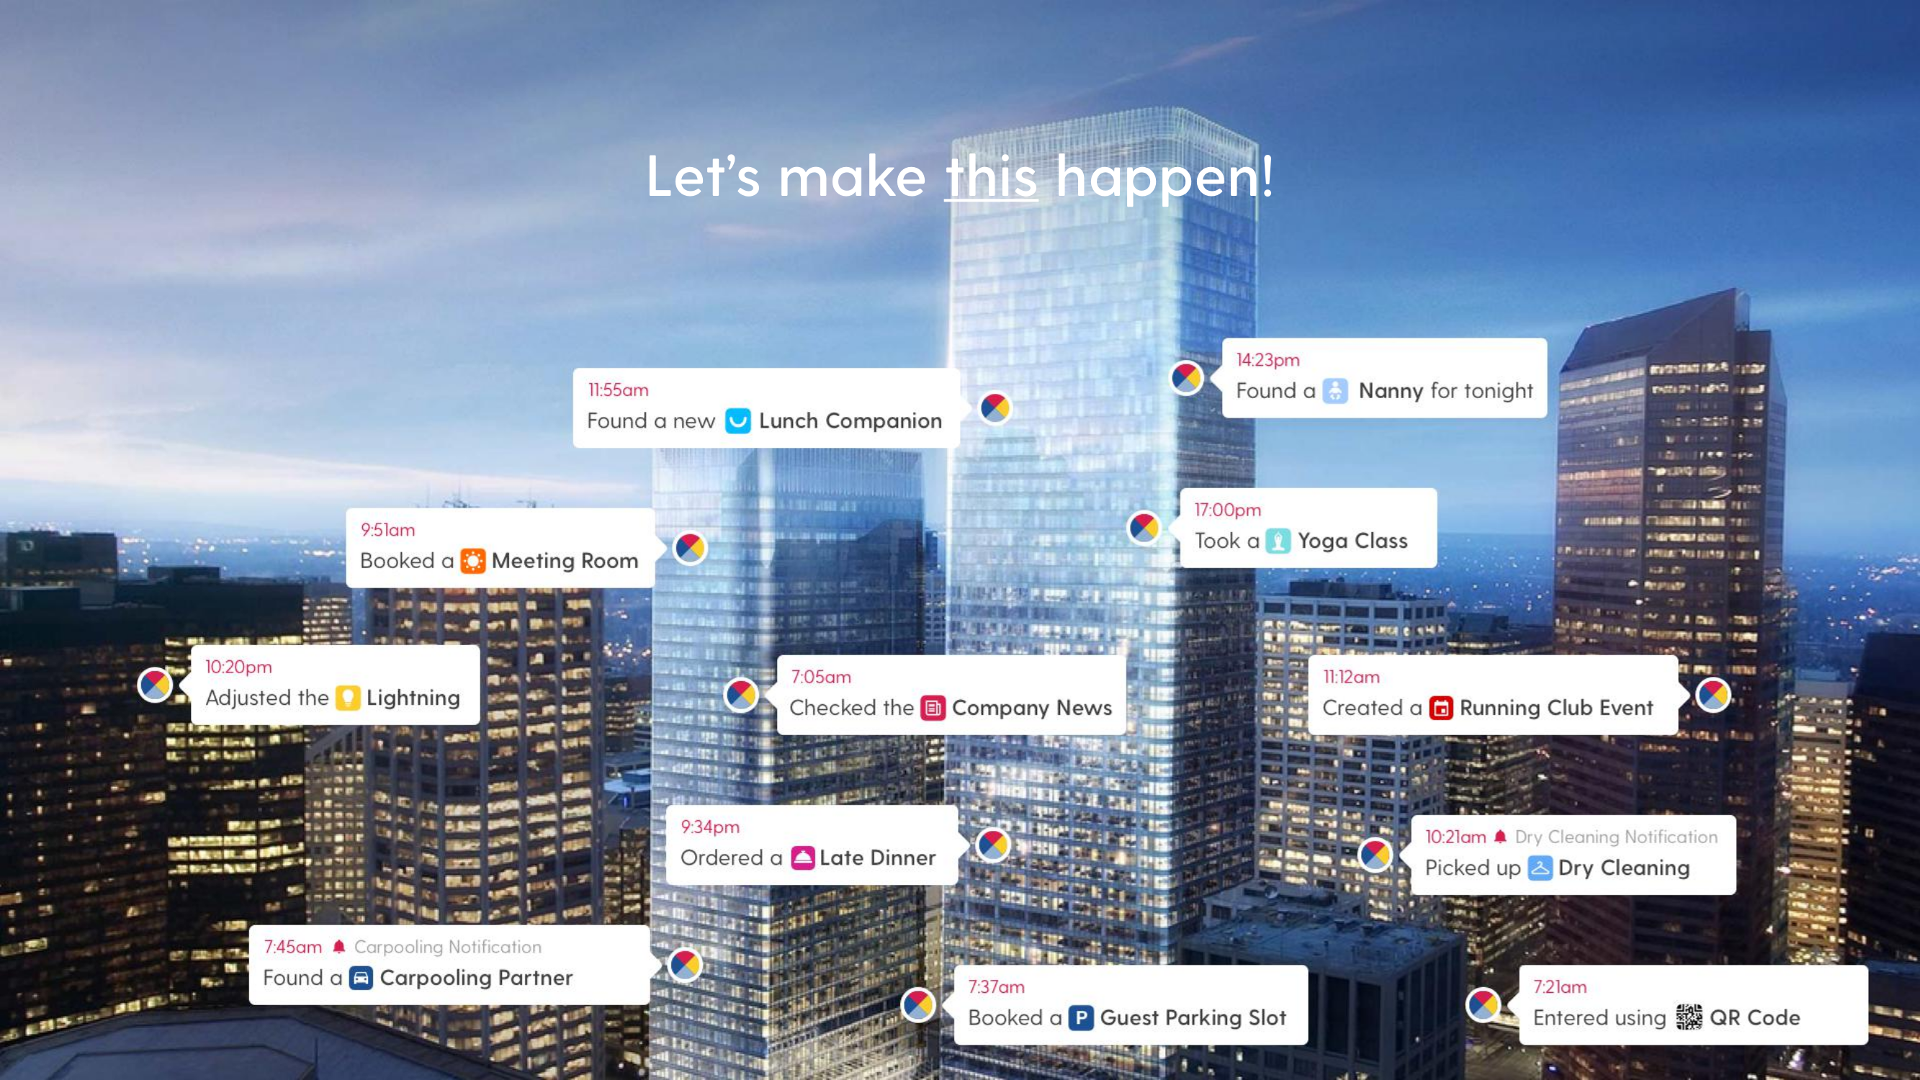 Let's make this happen!
14:23pm
Found a Nanny for tonight
11:55am
Found a new Lunch Companion
17:00pm
Took a Yoga Class
9:51am
Booked a Meeting Room
10:20pm
Adjusted the Lightning
7:05am
Checked the Company News
11:12am
Created a Running Club Event
9:34pm
Ordered a Late Dinner
10:21am Dry Cleaning Notification
Picked up Dry Cleaning
7:45am Carpooling Notification
Found a Carpooling Partner
7:37am
Booked a P Guest Parking Slot
7:21am
Entered using QR Code